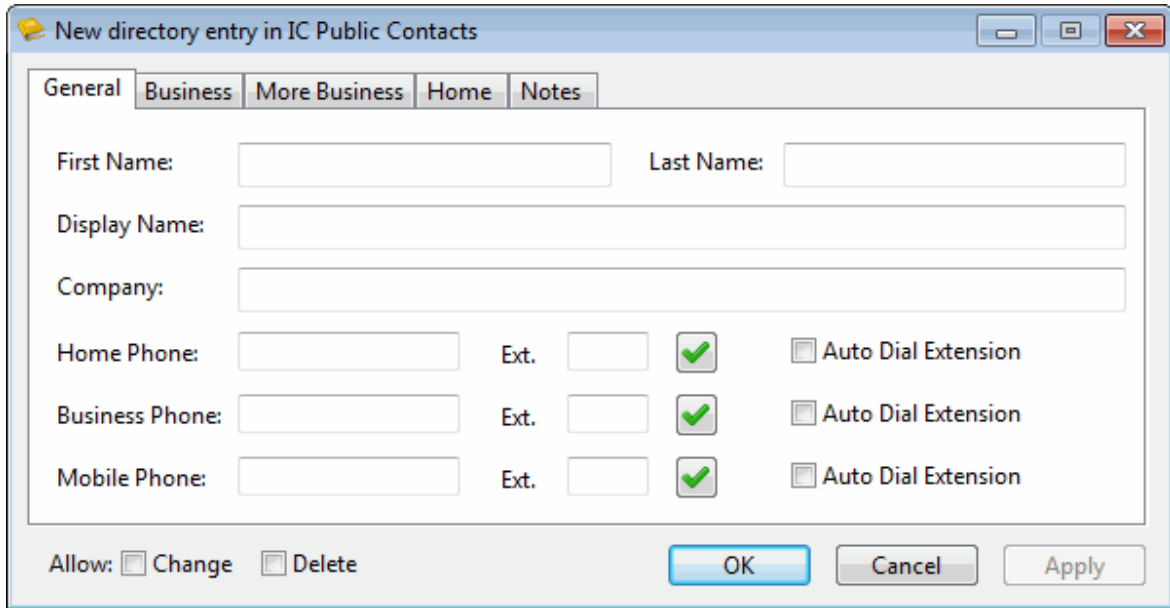 New directory entry in IC Public Contacts
General Business More Business Home Notes
First Name: Last Name:
Display Name:
Company:
Home Phone: Ext. Auto Dial Extension
Business Phone: Ext. Auto Dial Extension
Mobile Phone: Ext. Auto Dial Extension
Allow: Change Delete OK Cancel Apply